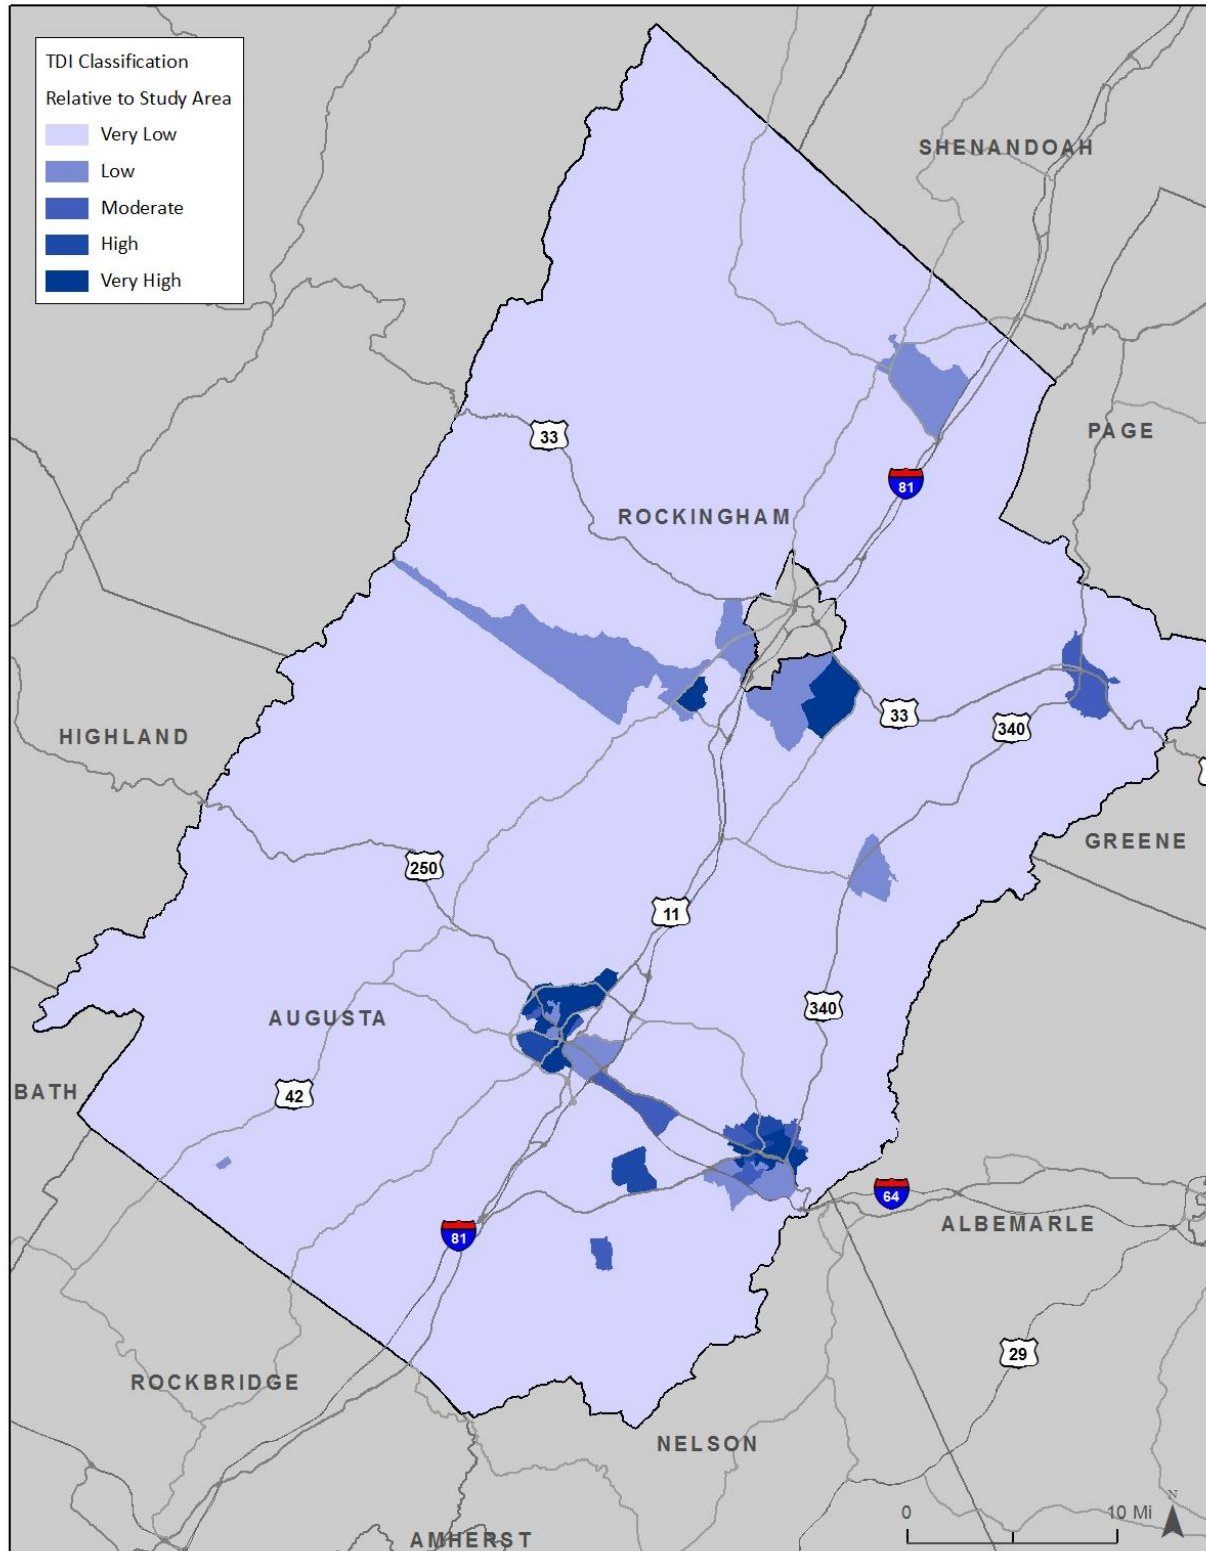 TDI Classification
Relative to Study Area
Very Low
Low
Moderate
High
Very High
SHENANDOAH
PAGE
33
81
ROCKINGHAM
33
340
HIGHLAND
GREENE
250
11
340
AUGUSTA
BATH
42
64
ALBEMARLE
81
29
ROCKBRIDGE
NELSON
N
0 10 Mi
AMHERST